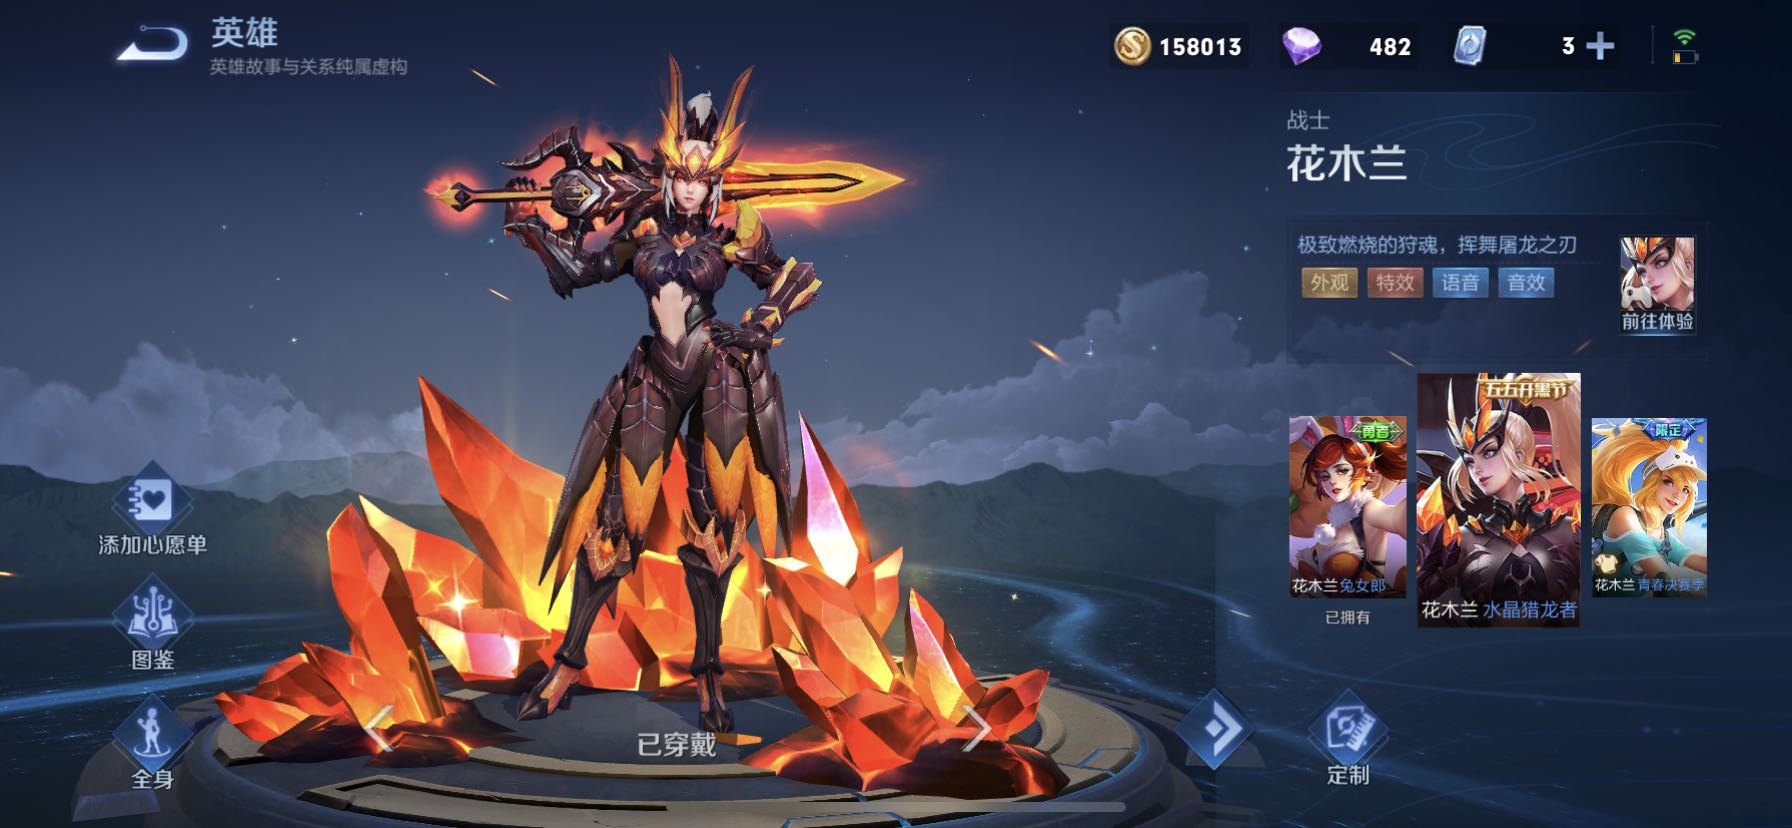 英雄
英雄故事与关系纯属虚构
158013
482
3
战士
花木兰
极致燃烧的狩魂，挥舞屠龙之刃
外观 特效 语音 音效
前往体验
五五开黑节
勇者
限定
花木兰 兔女郎
花木兰 水晶猎龙者
花木兰 青春决赛季
已拥有
添加心愿单
图鉴
全身
已穿戴
定制